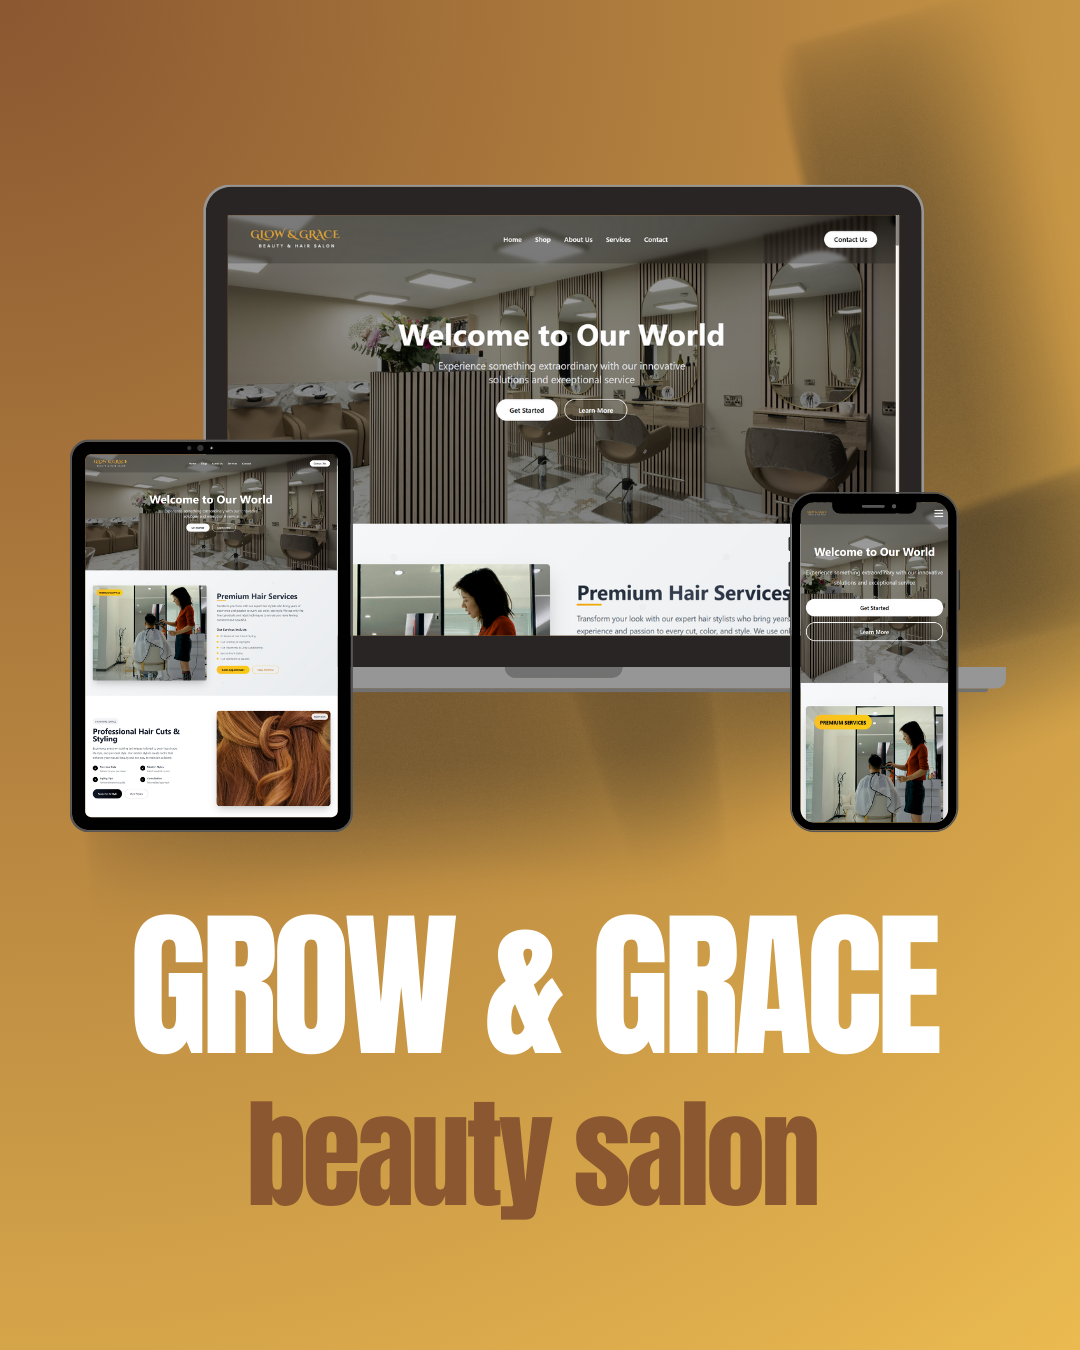 GLOW & GRACE
BEAUTY & HAIR SALON
Home Shop About Us Services Contact
Contact Us
Welcome to Our World
Experience something extraordinary with our innovative
solutions and exceptional service
Get Started Learn More
Premium Hair Services
Transform your look with our expert hair stylists who bring years
experience and passion to every cut, color, and style. We use onl
Welcome to Our World
Premium Hair Services
Professional Hair Cuts &
Styling
Welcome to Our World
Experience something extraordinary with our innovative
solutions and exceptional service
Get Started
Learn More
PREMIUM SERVICES
GROW & GRACE
beauty salon